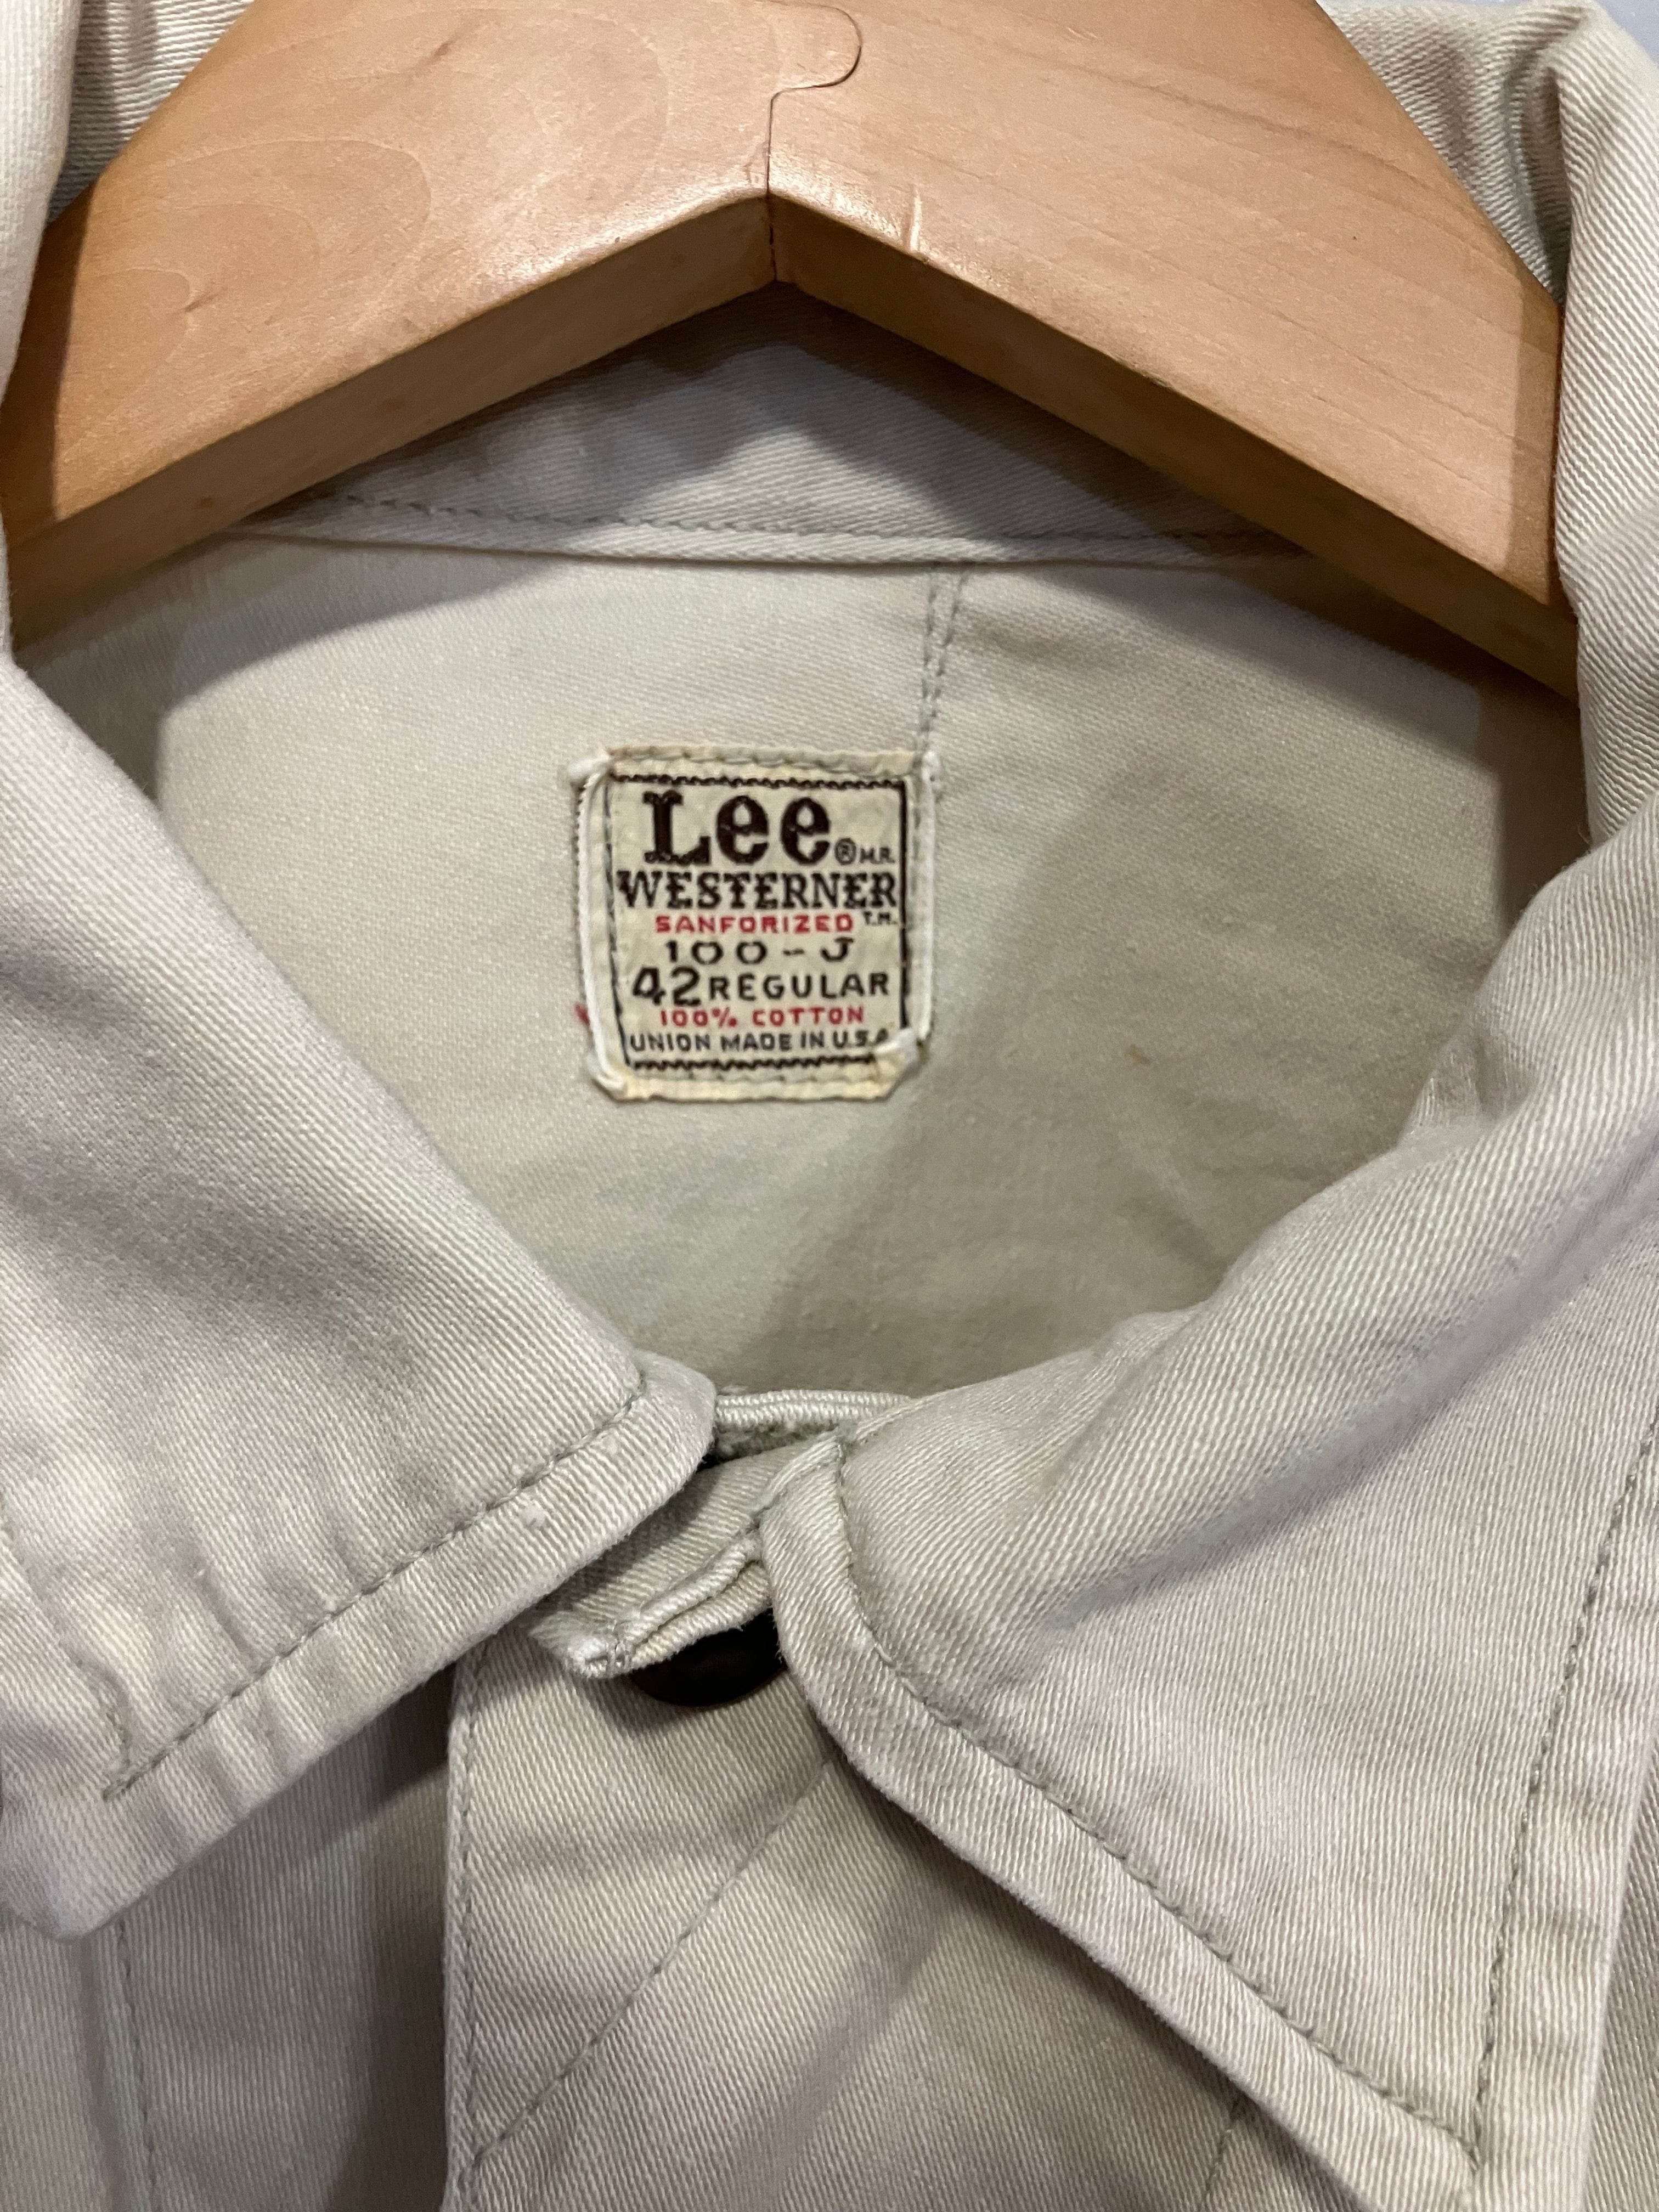 Lee® M.R.
WESTERNER
SANFORIZED T.M.
100-J
42 REGULAR
100% COTTON
UNION MADE IN U.S.A.